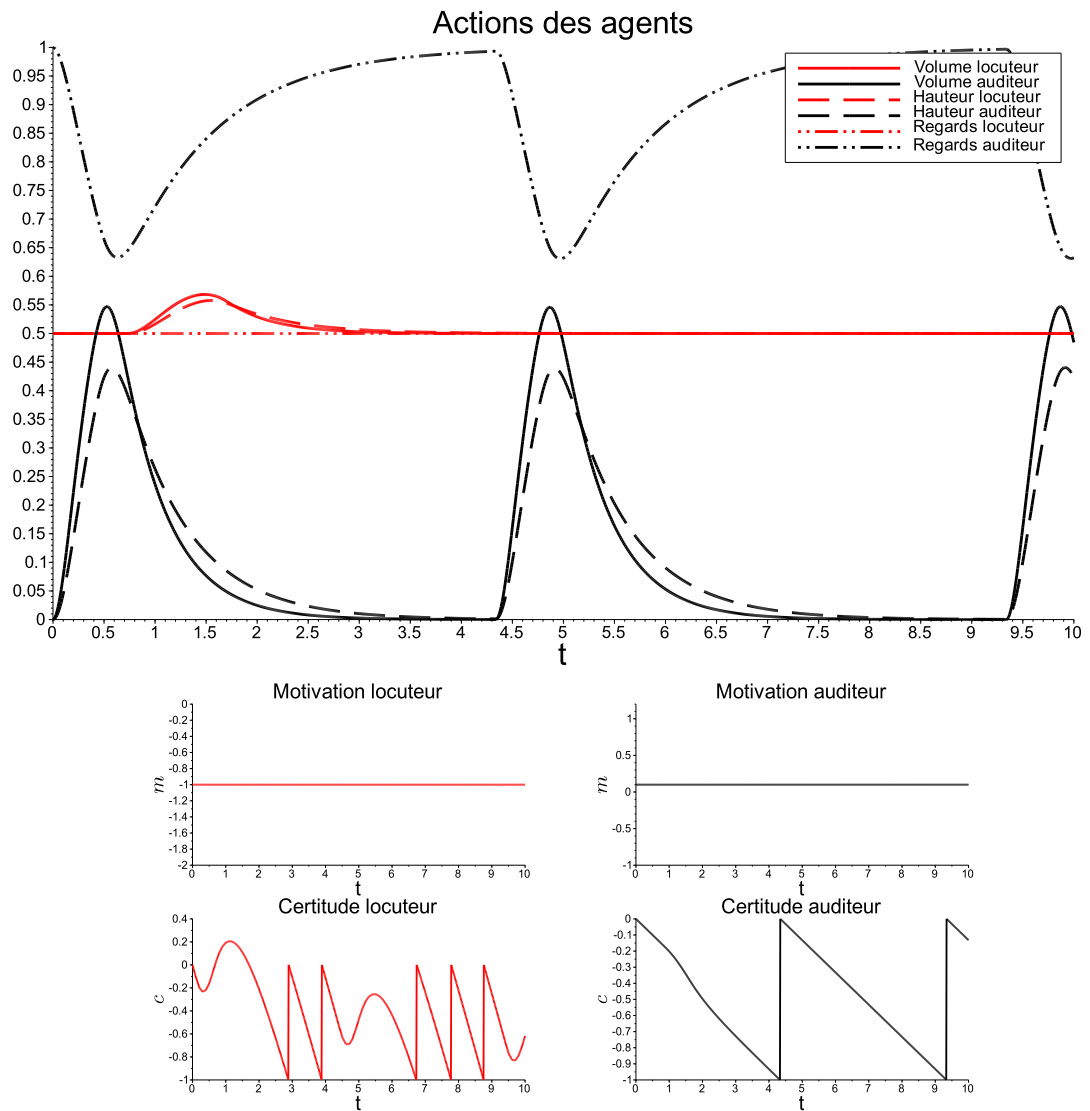 Actions des agents
1
0.95
0.9
0.85
0.8
0.75
0.7
0.65
0.6
0.55
0.5
0.45
0.4
0.35
0.3
0.25
0.2
0.15
0.1
0.05
0
Volume locuteur
Volume auditeur
Hauteur locuteur
Hauteur auditeur
Regards locuteur
Regards auditeur
0 0.5 1 1.5 2 2.5 3 3.5 4 4.5 5 5.5 6 6.5 7 7.5 8 8.5 9 9.5 10
t
Motivation locuteur
0
-0.2
-0.4
-0.6
-0.8
-1
-1.2
-1.4
-1.6
-1.8
-2
m
0 1 2 3 4 5 6 7 8 9 10
t
Motivation auditeur
1
0.5
0
-0.5
-1
m
0 1 2 3 4 5 6 7 8 9 10
t
Certitude locuteur
0.4
0.2
0
-0.2
-0.4
-0.6
-0.8
-1
c
0 1 2 3 4 5 6 7 8 9 10
t
Certitude auditeur
0
-0.1
-0.2
-0.3
-0.4
-0.5
-0.6
-0.7
-0.8
-0.9
-1
c
0 1 2 3 4 5 6 7 8 9 10
t